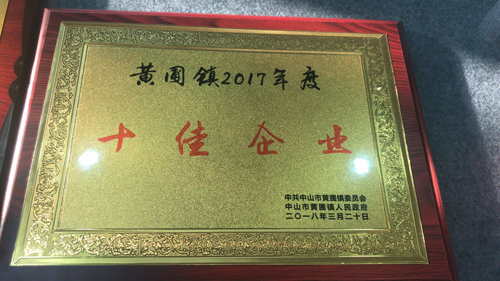 黄圃镇2017年度
十佳企业
中共中山市黄圃镇委员会
中山市黄圃镇人民政府
二〇一八年三月二十日